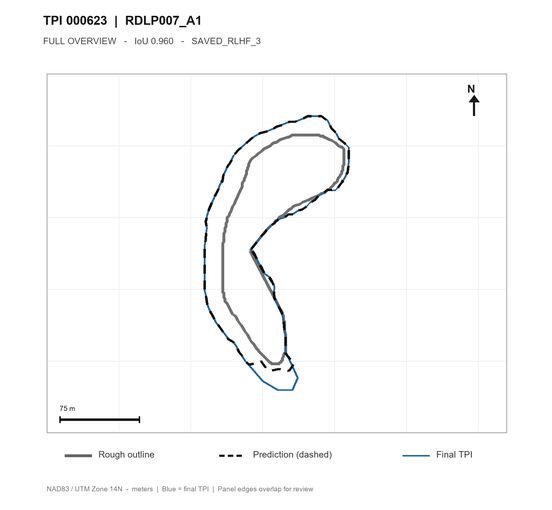 TPI 000623 | RDLP007_A1
FULL OVERVIEW - IoU 0.960 - SAVED_RLHF_3
N
75 m
Rough outline
Prediction (dashed)
Final TPI
NAD83 / UTM Zone 14N - meters | Blue = final TPI | Panel edges overlap for review